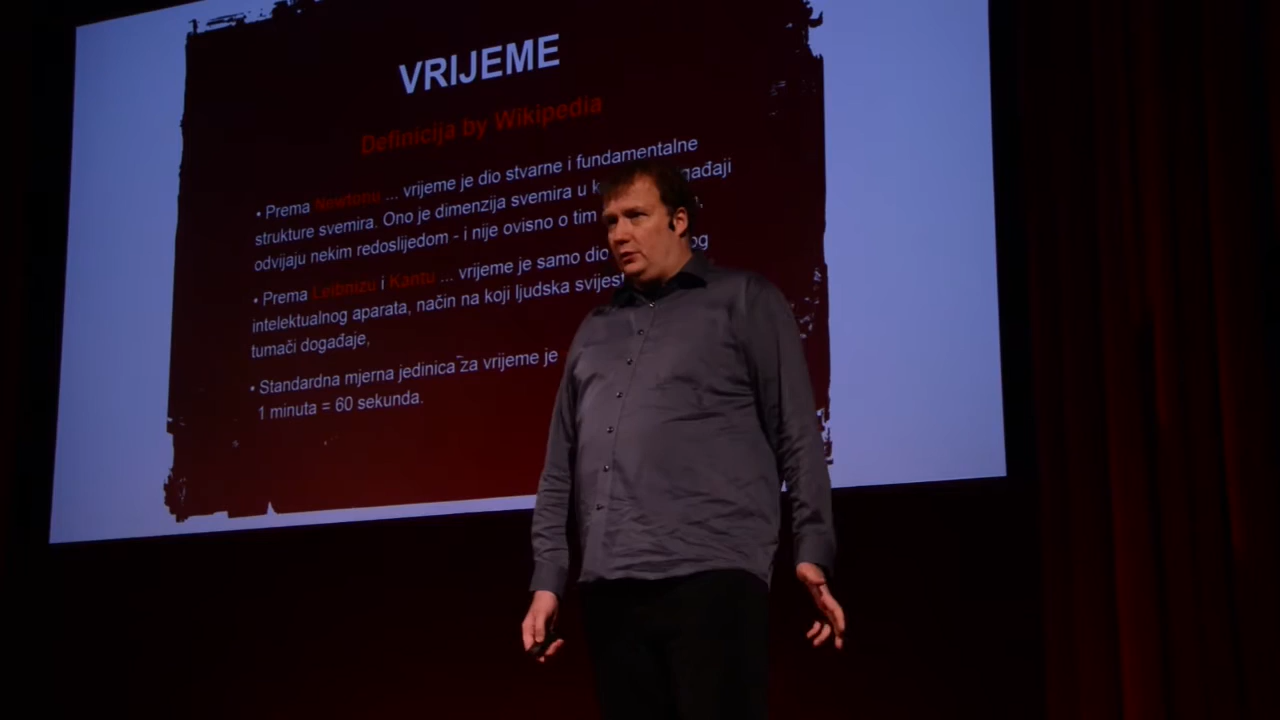 VRIJEME
Definicija by Wikipedia
• Prema Newtonu ... vrijeme je dio stvarne i fundamentalne
strukture svemira. Ono je dimenzija svemira u
odvijaju nekim redoslijedom - i nije ovisno o tim
• Prema Leibnizu i Kantu ... vrijeme je samo dio
intelektualnog aparata, način na koji ljudska
tumači događaje,
• Standardna mjerna jedinica za vrijeme je
1 minuta = 60 sekunda.